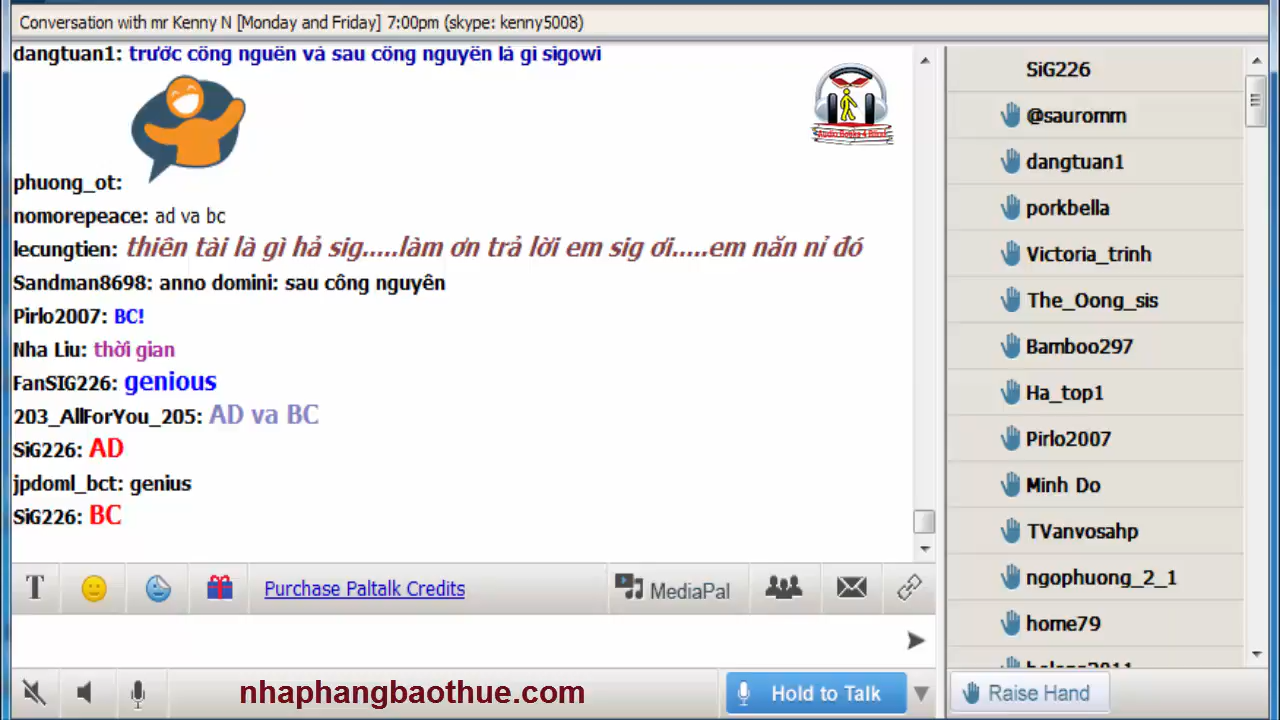 Conversation with mr Kenny N [Monday and Friday] 7:00pm (skype: kenny5008)
dangtuan1: trước công nguên và sau công nguyên là gì sigowi
phuong_ot:
nomorepeace: ad va bc
lecungtien: thiên tài là gì hả sig.....làm ơn trả lời em sig ơi.....em năn nỉ đó
Sandman8698: anno domini: sau công nguyên
Pirlo2007: BC!
Nha Liu: thời gian
FanSIG226: genious
203_AllForYou_205: AD va BC
SiG226: AD
jpdoml_bct: genius
SiG226: BC
Audio Books 4 Blind
T
Purchase Paltalk Credits
MediaPal
nhaphangbaothue.com
Hold to Talk
SiG226
@sauromm
dangtuan1
porkbella
Victoria_trinh
The_Oong_sis
Bamboo297
Ha_top1
Pirlo2007
Minh Do
TVanvosahp
ngophuong_2_1
home79
Raise Hand